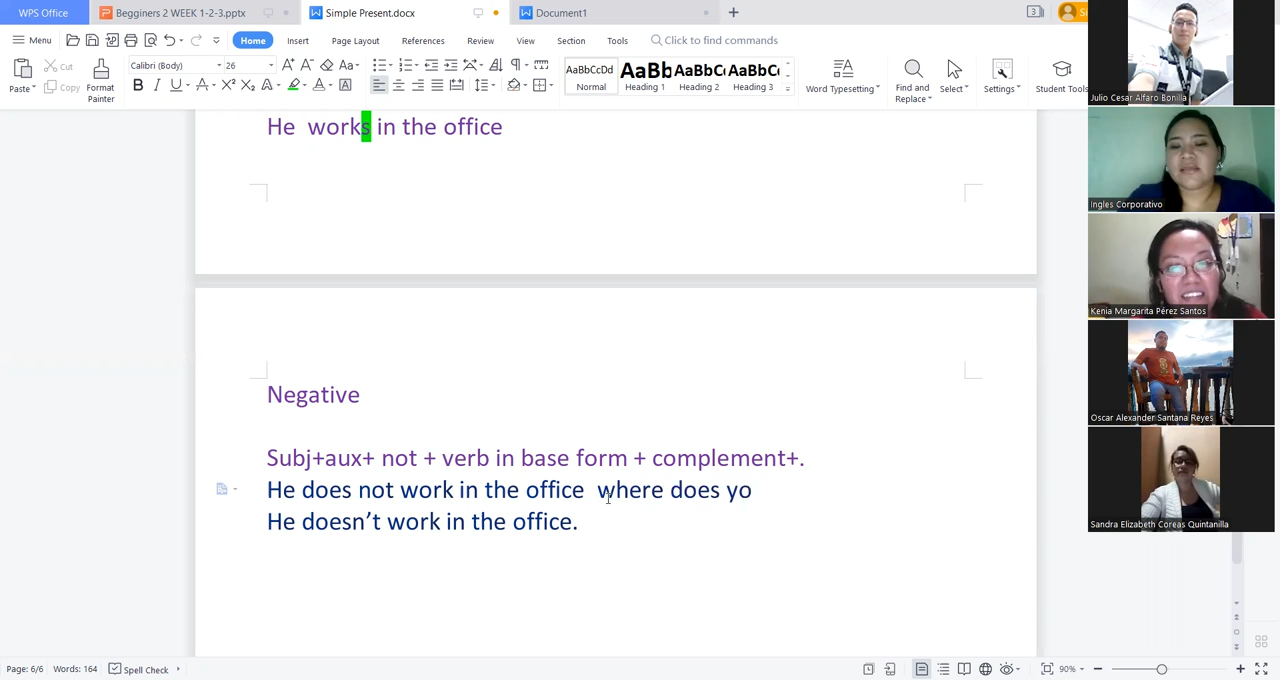 WPS Office
Begginers 2 WEEK 1-2-3.pptx
Simple Present.docx
Document1
3
Menu
Home
Insert
Page Layout
References
Review
View
Section
Tools
Click to find commands
Paste
Cut
Copy
Format
Painter
Calibri (Body)
26
AaBbCcDd
Normal
AaBb
Heading 1
AaBbC
Heading 2
AaBbC
Heading 3
Word Typesetting
Find and
Replace
Select
Settings
Student Tools
He works in the office
Negative
Subj+aux+ not + verb in base form + complement+.
He does not work in the office where does yo
He doesn't work in the office.
Julio Cesar Alfaro Bonilla
Ingles Corporativo
Kenia Margarita Pérez Santos
Oscar Alexander Santana Reyes
Sandra Elizabeth Coreas Quintanilla
Page: 6/6
Words: 164
Spell Check
90%